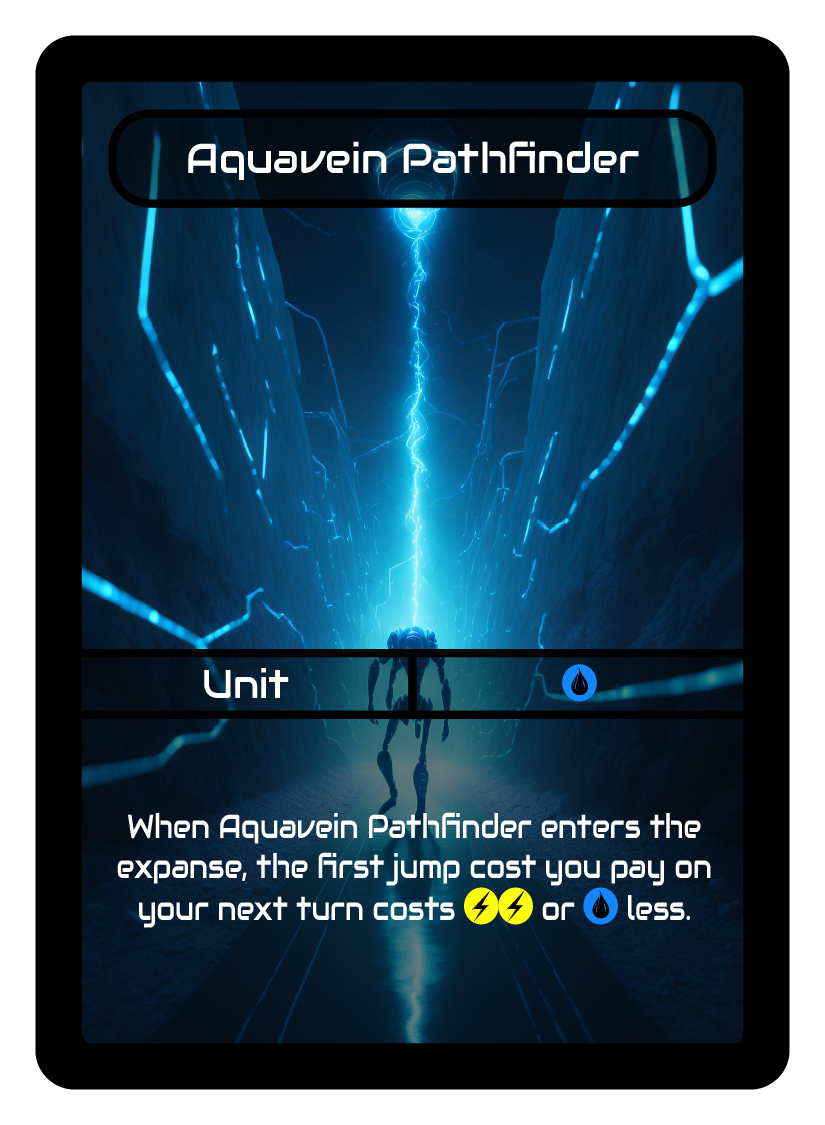 Aquavein Pathfinder
Unit
When Aquavein Pathfinder enters the
expanse, the first jump cost you pay on
your next turn costs or less.